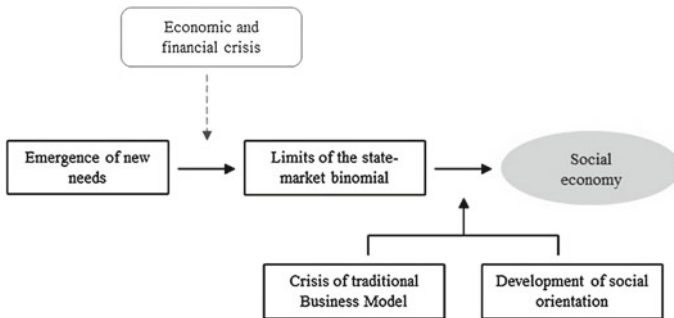 Economic and
financial crisis
Emergence of new
needs
Limits of the state-
market binomial
Social
economy
Crisis of traditional
Business Model
Development of social
orientation